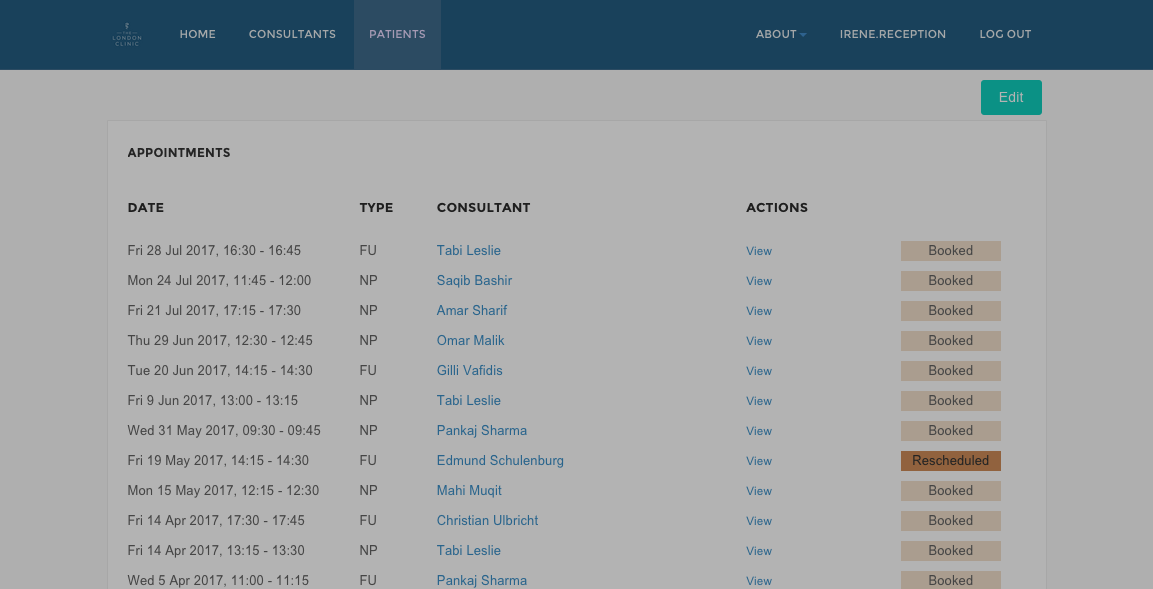 THE
LONDON
CLINIC
HOME CONSULTANTS PATIENTS ABOUT IRENE.RECEPTION LOG OUT
Edit
APPOINTMENTS
DATE TYPE CONSULTANT ACTIONS
Fri 28 Jul 2017, 16:30 - 16:45 FU Tabi Leslie View Booked
Mon 24 Jul 2017, 11:45 - 12:00 NP Saqib Bashir View Booked
Fri 21 Jul 2017, 17:15 - 17:30 NP Amar Sharif View Booked
Thu 29 Jun 2017, 12:30 - 12:45 NP Omar Malik View Booked
Tue 20 Jun 2017, 14:15 - 14:30 FU Gilli Vafidis View Booked
Fri 9 Jun 2017, 13:00 - 13:15 NP Tabi Leslie View Booked
Wed 31 May 2017, 09:30 - 09:45 NP Pankaj Sharma View Booked
Fri 19 May 2017, 14:15 - 14:30 FU Edmund Schulenburg View Rescheduled
Mon 15 May 2017, 12:15 - 12:30 NP Mahi Muqit View Booked
Fri 14 Apr 2017, 17:30 - 17:45 FU Christian Ulbricht View Booked
Fri 14 Apr 2017, 13:15 - 13:30 NP Tabi Leslie View Booked
Wed 5 Apr 2017, 11:00 - 11:15 FU Pankaj Sharma View Booked